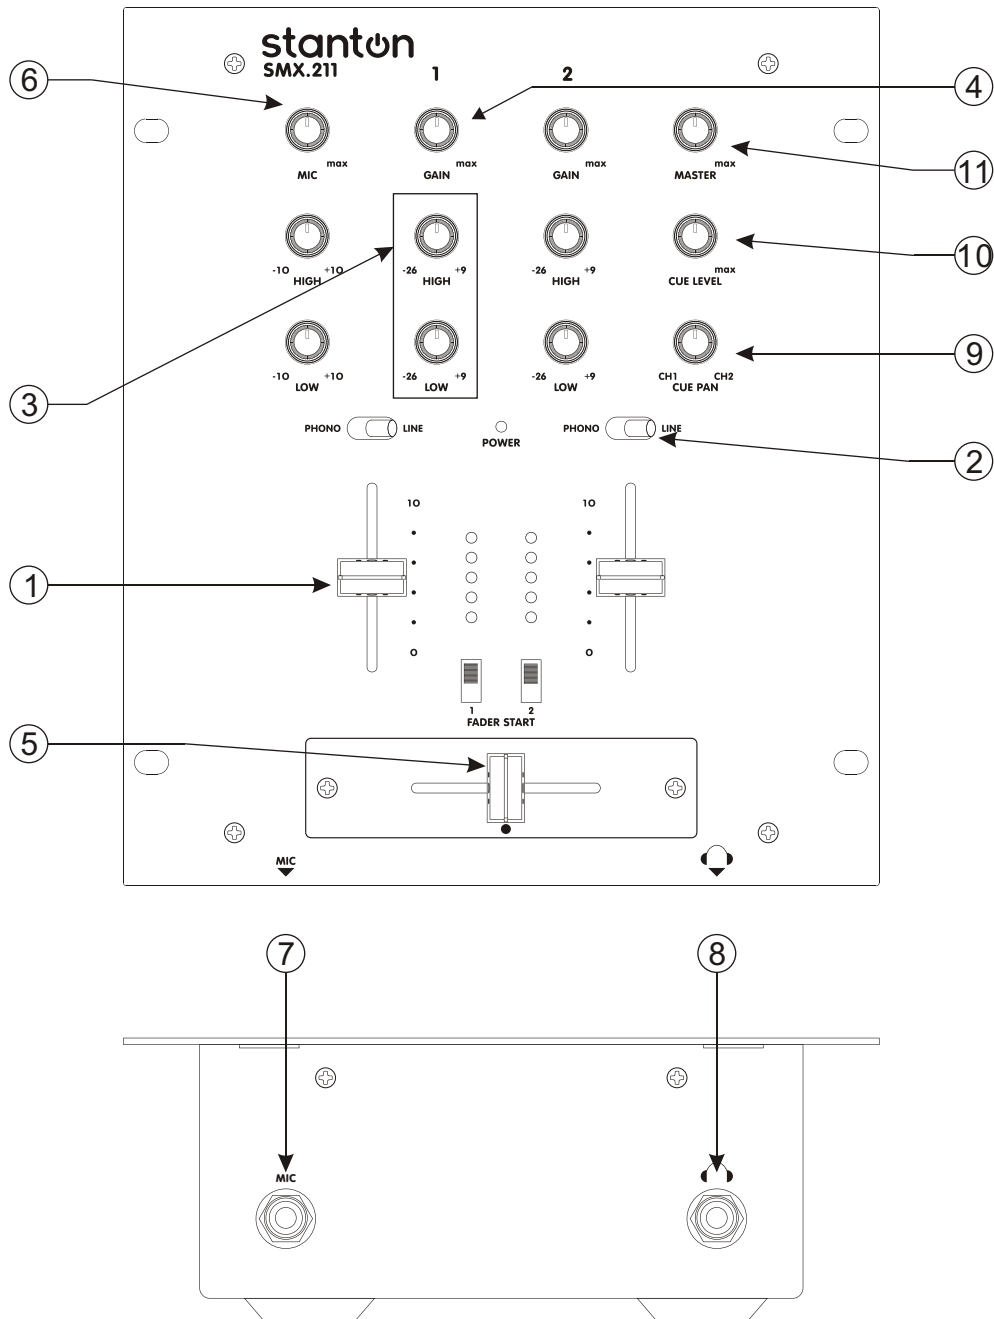 stanton
SMX.211
1 2
6
4
max max max max
MIC GAIN GAIN MASTER
11
-10 +10 -26 +9 -26 +9 max
HIGH HIGH HIGH CUE LEVEL
10
-10 +10 -26 +9 -26 +9 CH1 CH2
LOW LOW LOW CUE PAN
9
3
PHONO LINE POWER PHONO LINE
2
10 10
1
0 0
1 2
FADER START
5
MIC
7 8
MIC